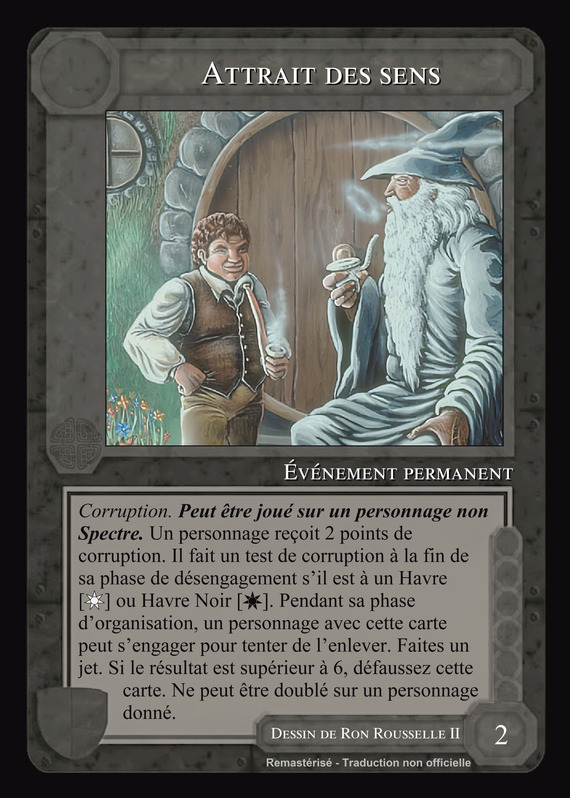 Attrait des sens
Événement permanent
Corruption. Peut être joué sur un personnage non
Spectre. Un personnage reçoit 2 points de
corruption. Il fait un test de corruption à la fin de
sa phase de désengagement s'il est à un Havre
[☼] ou Havre Noir [✸]. Pendant sa phase
d'organisation, un personnage avec cette carte
peut s'engager pour tenter de l'enlever. Faites un
jet. Si le résultat est supérieur à 6, défaussez cette
carte. Ne peut être doublé sur un personnage
donné.
Dessin de Ron Rousselle II
2
Remastérisé - Traduction non officielle